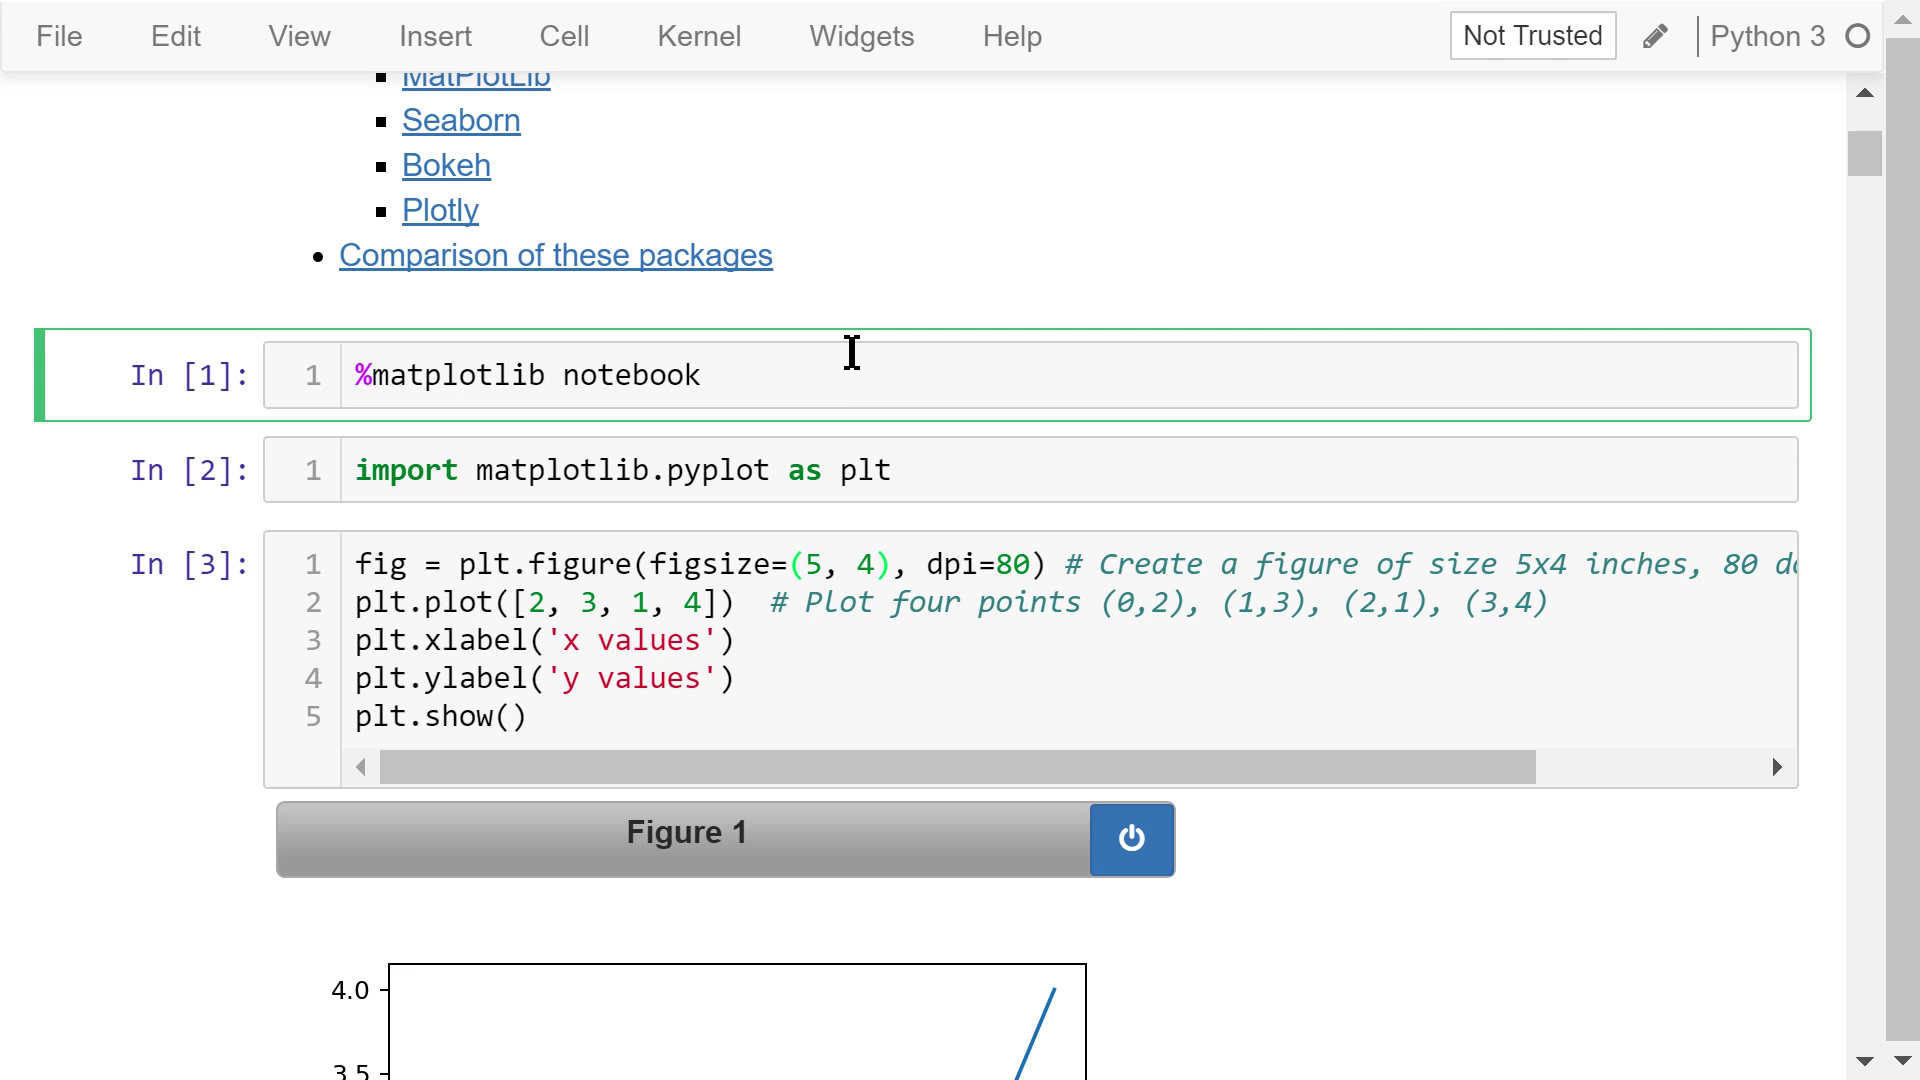 File Edit View Insert Cell Kernel Widgets Help Not Trusted Python 3
MatPlotLib
Seaborn
Bokeh
Plotly
Comparison of these packages
In [1]: 1 %matplotlib notebook
In [2]: 1 import matplotlib.pyplot as plt
In [3]: 1 fig = plt.figure(figsize=(5, 4), dpi=80) # Create a figure of size 5x4 inches, 80
2 plt.plot([2, 3, 1, 4]) # Plot four points (0,2), (1,3), (2,1), (3,4)
3 plt.xlabel('x values')
4 plt.ylabel('y values')
5 plt.show()
Figure 1
4.0
3.5